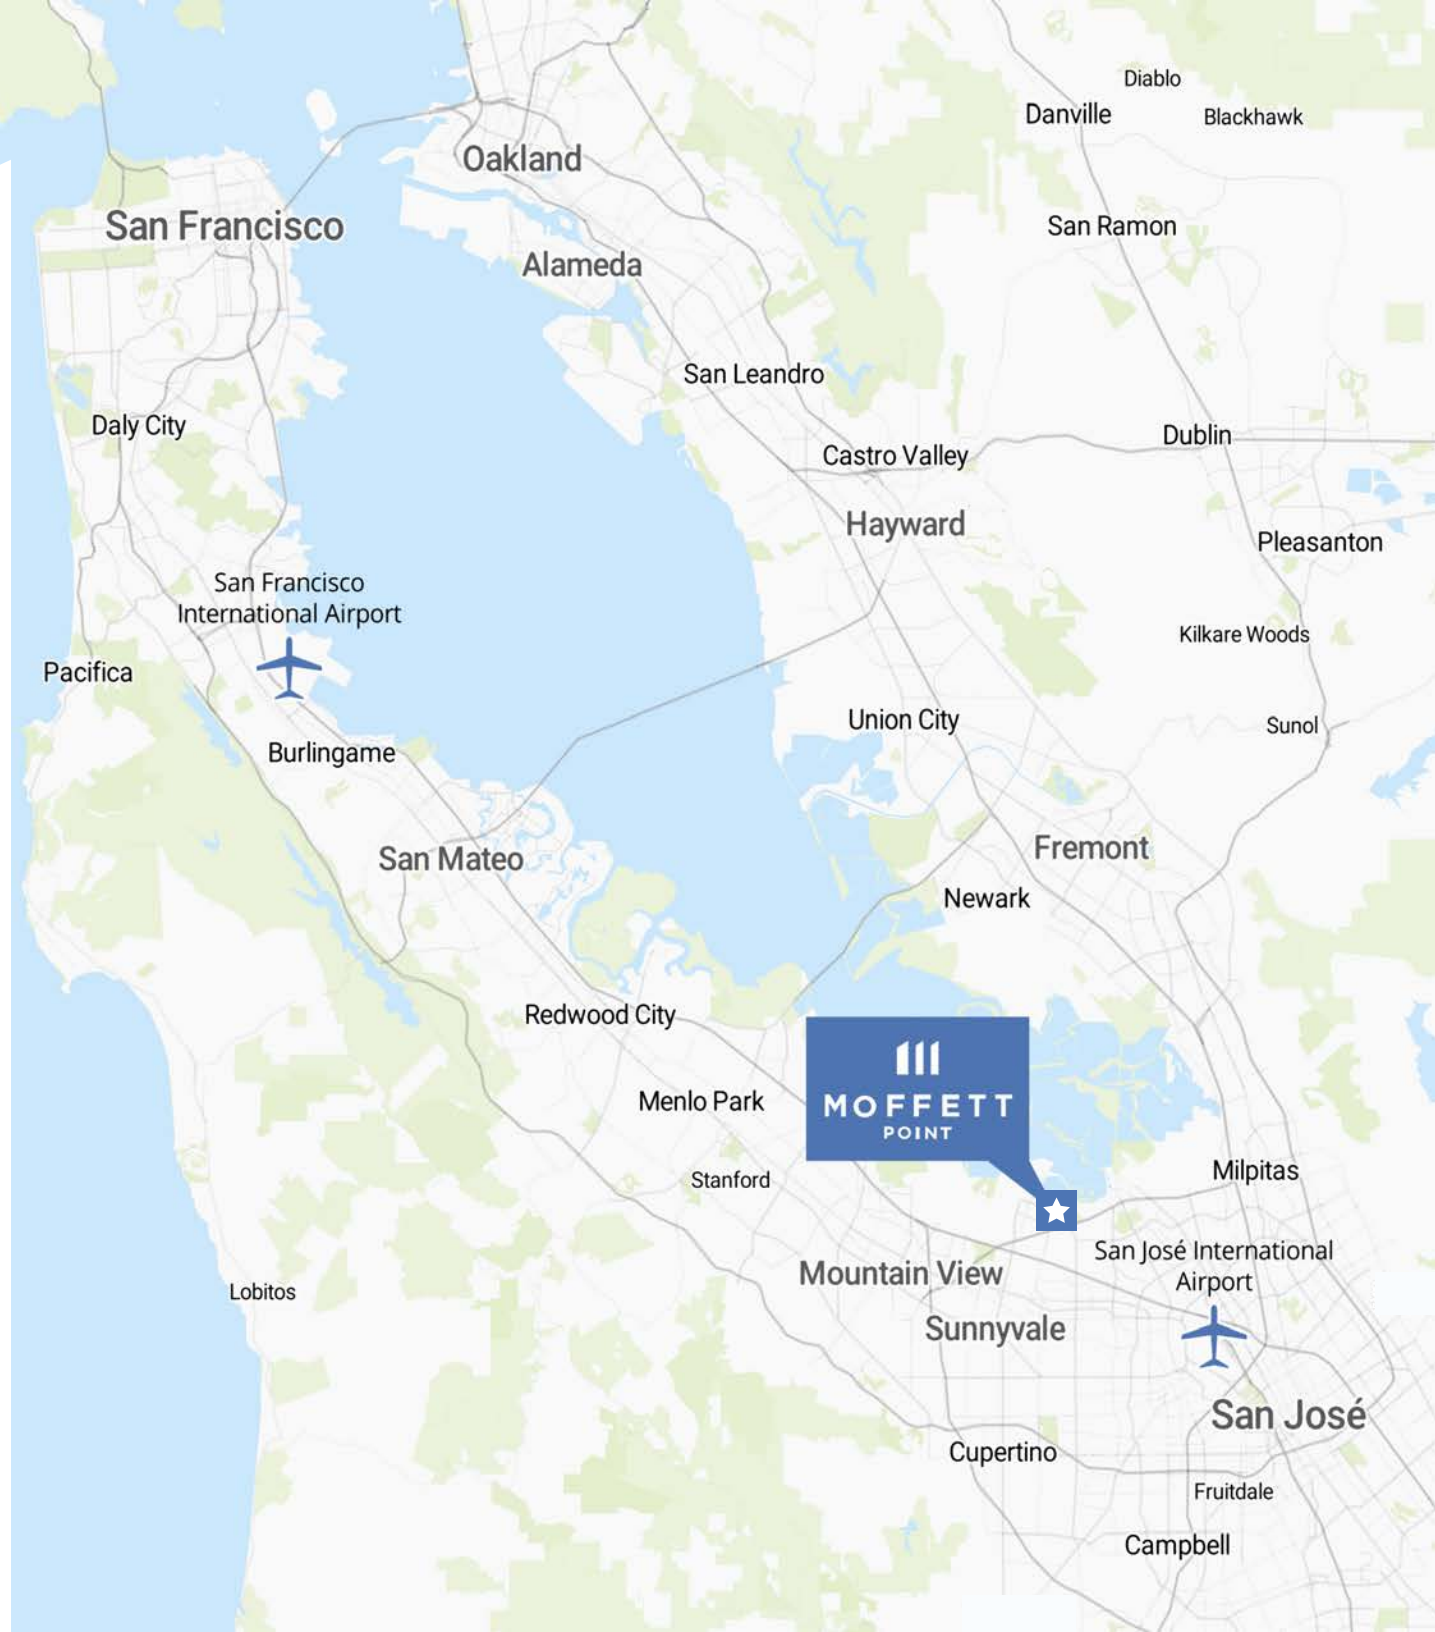 Diablo
Danville
Blackhawk
Oakland
San Francisco
San Ramon
Alameda
San Leandro
Daly City
Dublin
Castro Valley
Hayward
Pleasanton
San Francisco
International Airport
Kilkare Woods
Pacifica
Union City
Sunol
Burlingame
Fremont
San Mateo
Newark
Redwood City
Menlo Park
MOFFETT
POINT
Stanford
Milpitas
San José International
Airport
Mountain View
Lobitos
Sunnyvale
San José
Cupertino
Fruitdale
Campbell